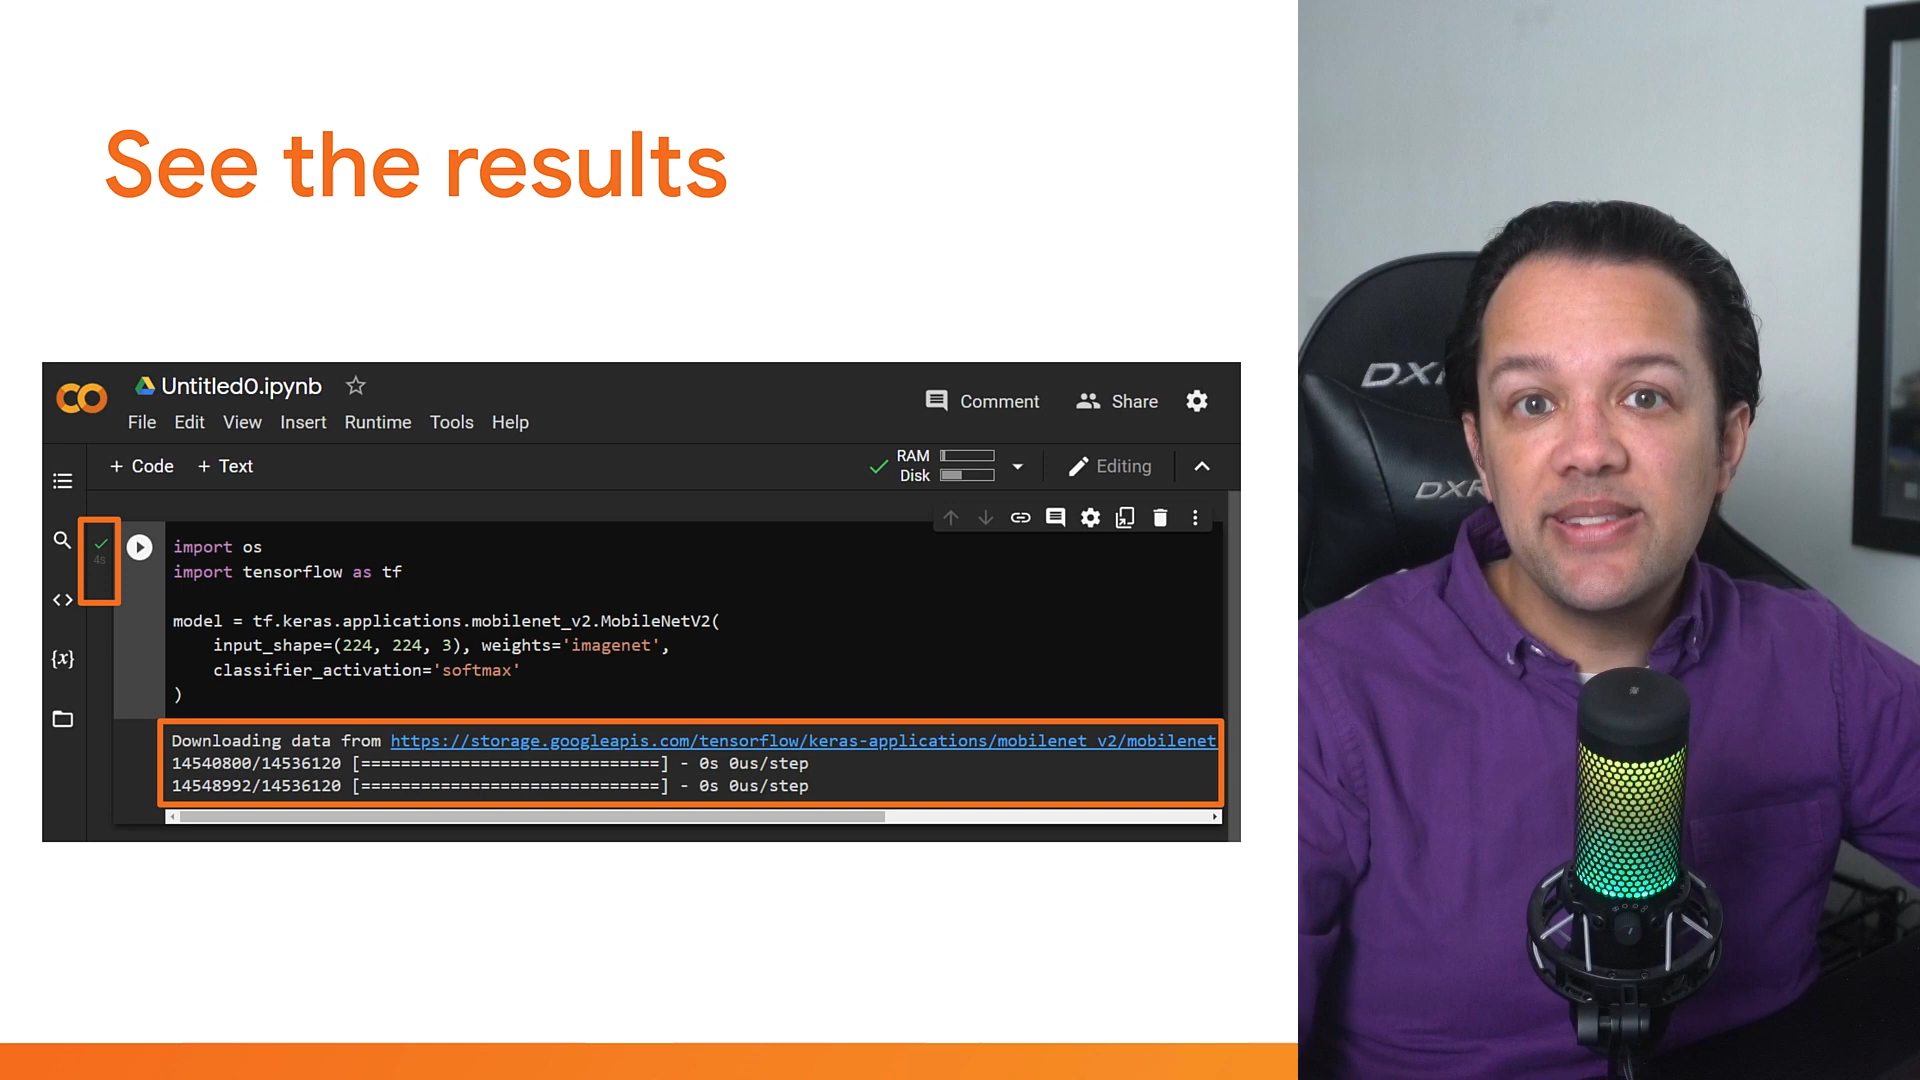 See the results
Untitled0.ipynb
Comment
Share
File Edit View Insert Runtime Tools Help
+ Code + Text
RAM
Disk
Editing
4s
import os
import tensorflow as tf
model = tf.keras.applications.mobilenet_v2.MobileNetV2(
input_shape=(224, 224, 3), weights='imagenet',
classifier_activation='softmax'
)
Downloading data from https://storage.googleapis.com/tensorflow/keras-applications/mobilenet_v2/mobilenet
14540800/14536120 [==============================] - 0s 0us/step
14548992/14536120 [==============================] - 0s 0us/step